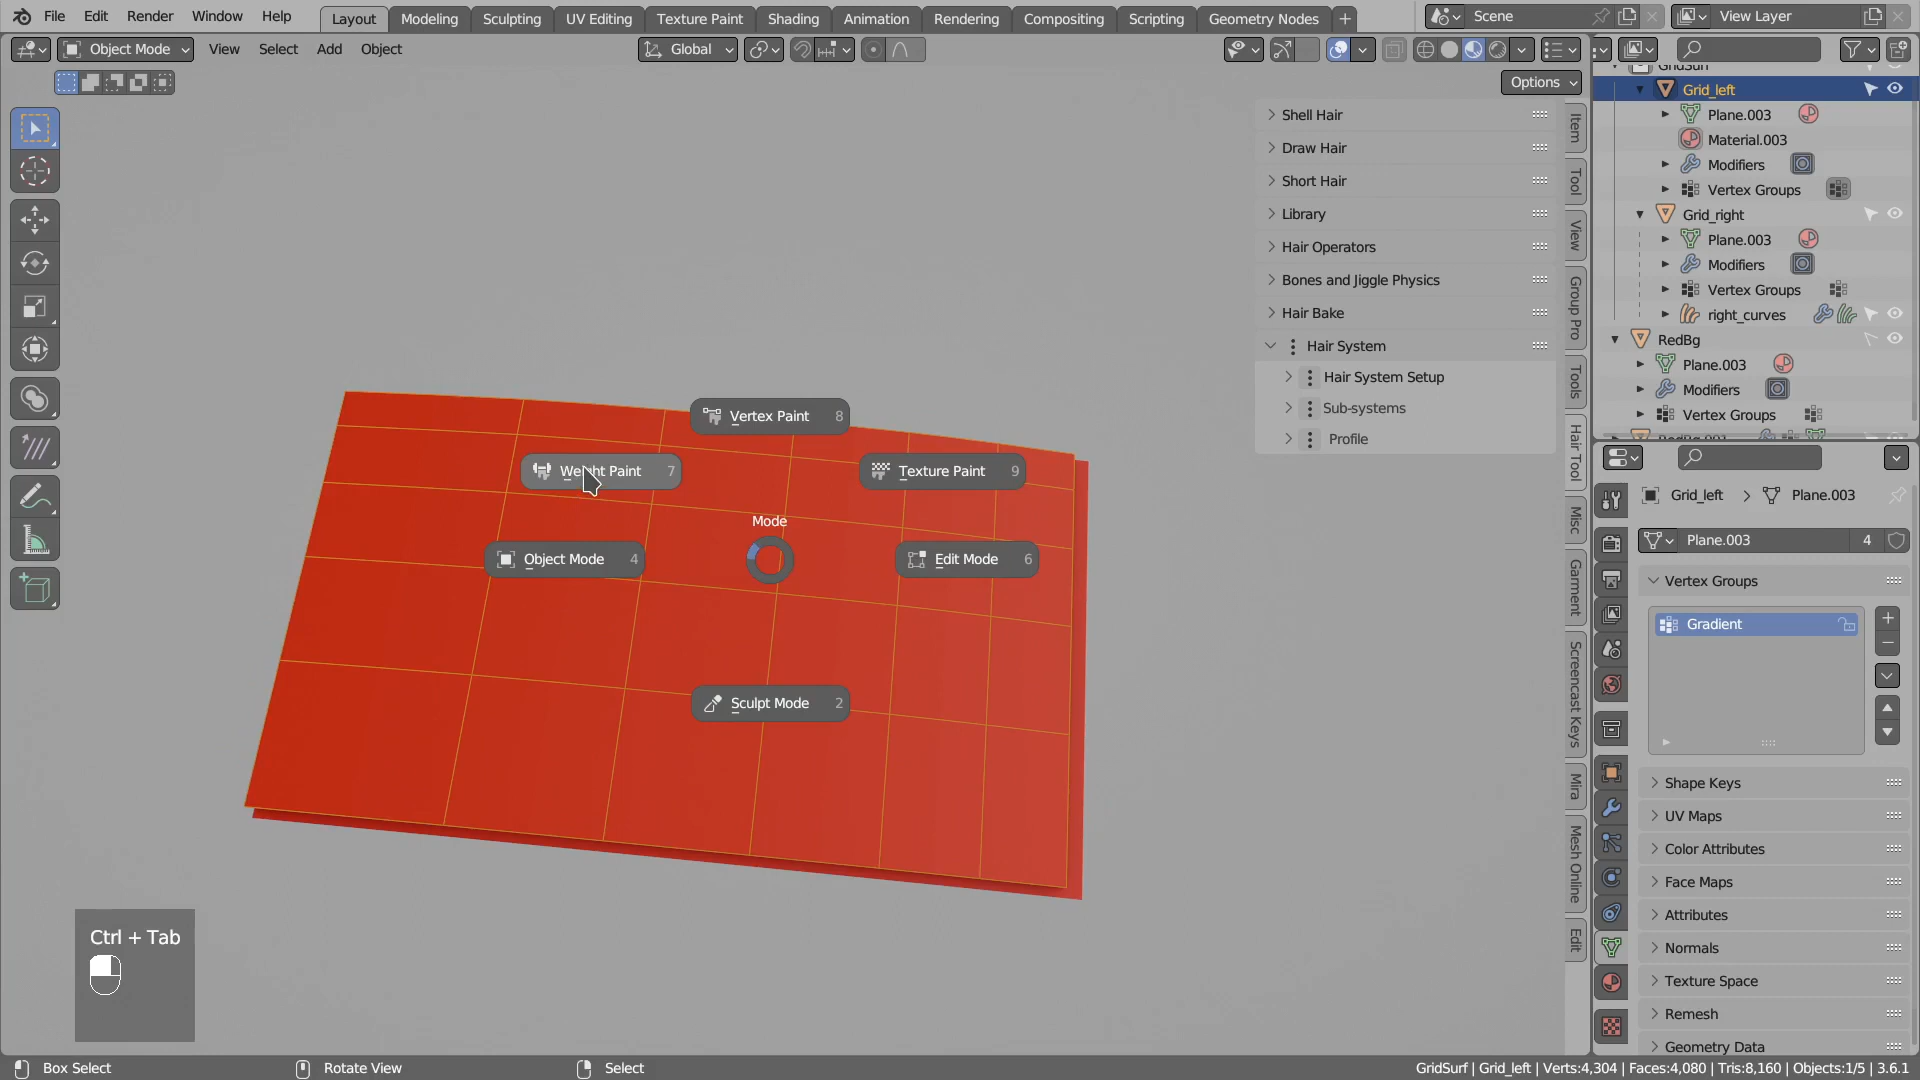 File Edit Render Window Help Layout Modeling Sculpting UV Editing Texture Paint Shading Animation Rendering Compositing Scripting Geometry Nodes + Scene View Layer
Object Mode View Select Add Object Global
Options
Shell Hair
Draw Hair
Short Hair
Library
Hair Operators
Bones and Jiggle Physics
Hair Bake
Hair System
Hair System Setup
Sub-systems
Profile
Item
Tool
View
Group Pro
Tools
Hair Tool
Misc
Garment
Screencast Keys
Mira
Mesh Online
Edit
GridSurf
Grid_left
Plane.003
Material.003
Modifiers
Vertex Groups
Grid_right
Plane.003
Modifiers
Vertex Groups
right_curves
RedBg
Plane.003
Modifiers
Vertex Groups
RedBg.001
Grid_left Plane.003
Plane.003 4
Vertex Groups
Gradient
Shape Keys
UV Maps
Color Attributes
Face Maps
Attributes
Normals
Texture Space
Remesh
Geometry Data
Vertex Paint 8
Weight Paint 7
Texture Paint 9
Mode
Object Mode 4
Edit Mode 6
Sculpt Mode 2
Ctrl + Tab
Box Select Rotate View Select GridSurf | Grid_left | Verts:4,304 | Faces:4,080 | Tris:8,160 | Objects:1/5 | 3.6.1